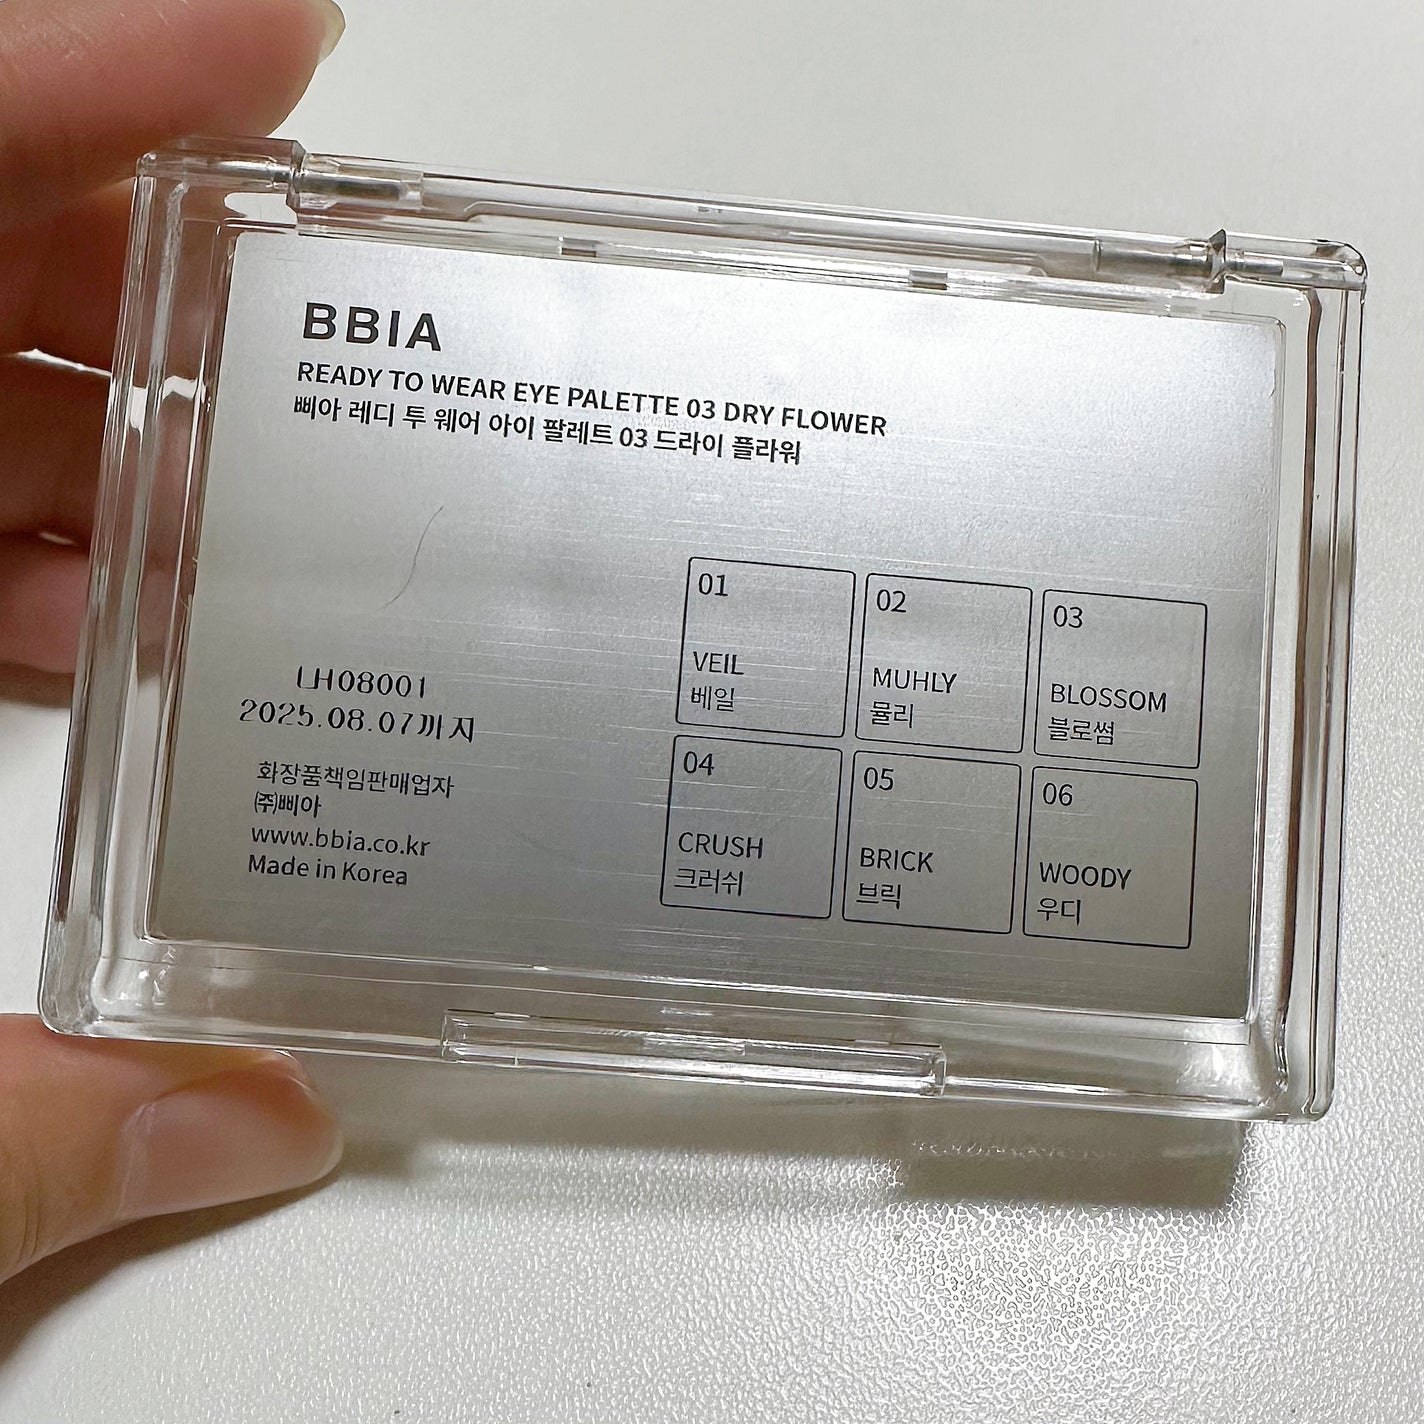 BBIA
READY TO WEAR EYE PALETTE 03 DRY FLOWER
삐아 레디 투 웨어 아이 팔레트 03 드라이 플라워
01
VEIL
베일
02
MUHLY
뮬리
03
BLOSSOM
블로썸
04
CRUSH
크러쉬
05
BRICK
브릭
06
WOODY
우디
LH08001
2025.08.07까지
화장품책임판매업자
㈜삐아
www.bbia.co.kr
Made in Korea